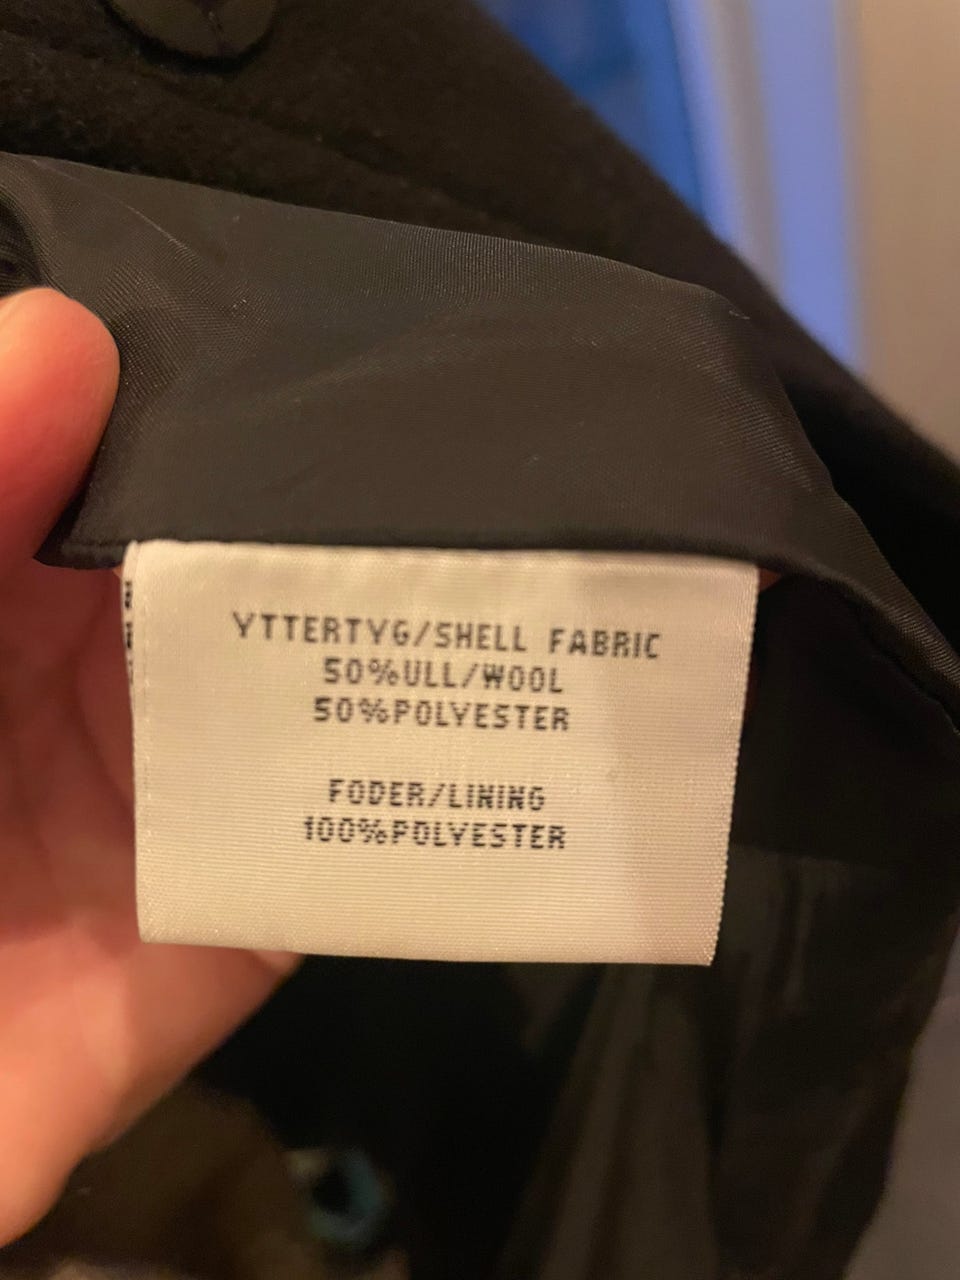 YTTERTYG/SHELL FABRIC
50%ULL/WOOL
50%POLYESTER
FODER/LINING
100%POLYESTER